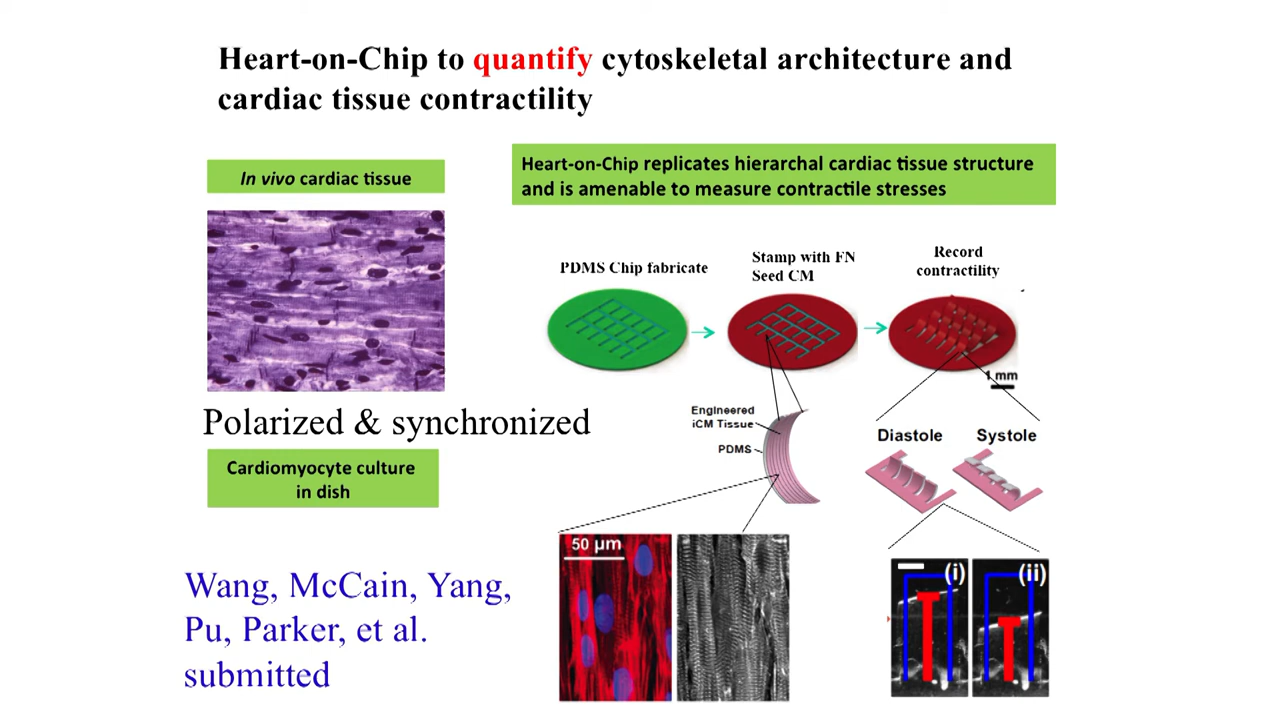 Heart-on-Chip to quantify cytoskeletal architecture and
cardiac tissue contractility
In vivo cardiac tissue
Heart-on-Chip replicates hierarchal cardiac tissue structure
and is amenable to measure contractile stresses
PDMS Chip fabricate
Stamp with FN
Seed CM
Record
contractility
1 mm
Polarized & synchronized
Engineered
iCM Tissue
PDMS
Diastole
Systole
Cardiomyocyte culture
in dish
50 µm
(i)
(ii)
Wang, McCain, Yang,
Pu, Parker, et al.
submitted